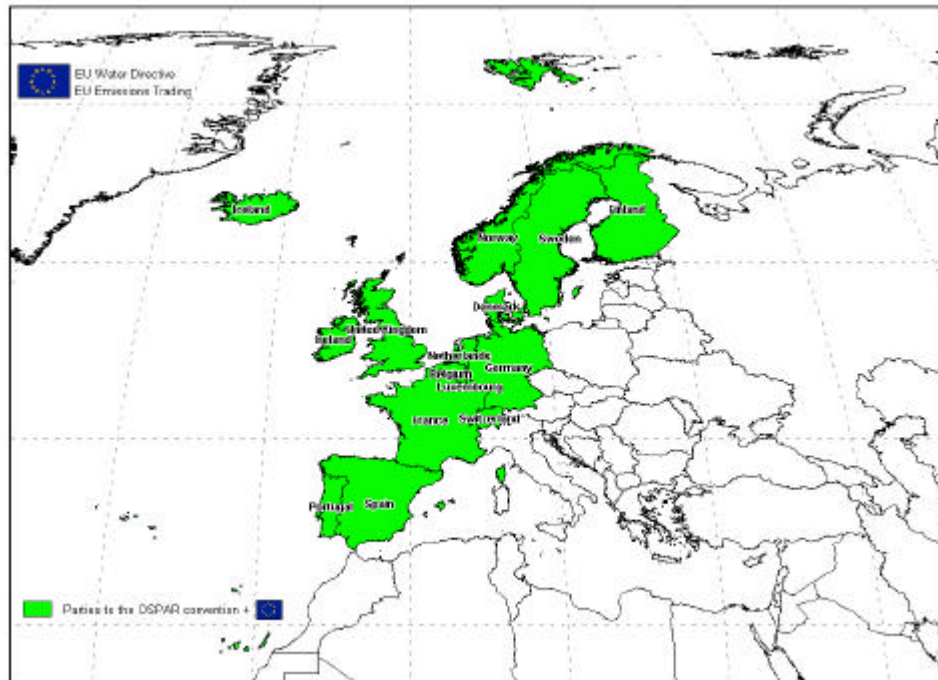 EU Water Directive
EU Emissions Trading
Iceland
Finland
Norway
Sweden
Denmark
United Kingdom
Ireland
Netherlands
Belgium
Germany
Luxembourg
France
Switzerland
Portugal
Spain
Parties to the OSPAR convention +